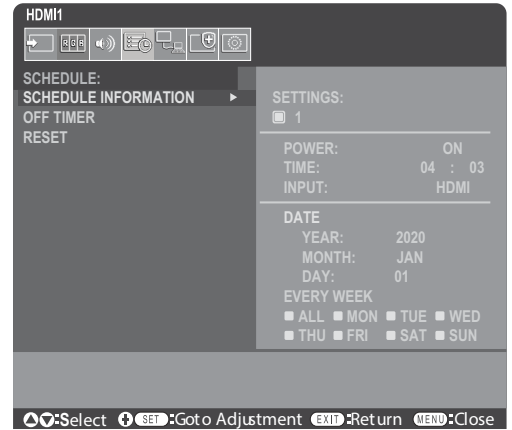 HDMI1
R G B
SCHEDULE:
SCHEDULE INFORMATION
OFF TIMER
RESET
SETTINGS:
1
POWER: ON
TIME: 04 : 03
INPUT: HDMI
DATE
YEAR: 2020
MONTH: JAN
DAY: 01
EVERY WEEK
ALL MON TUE WED
THU FRI SAT SUN
:Select SET :Goto Adjustment EXIT :Return MENU :Close